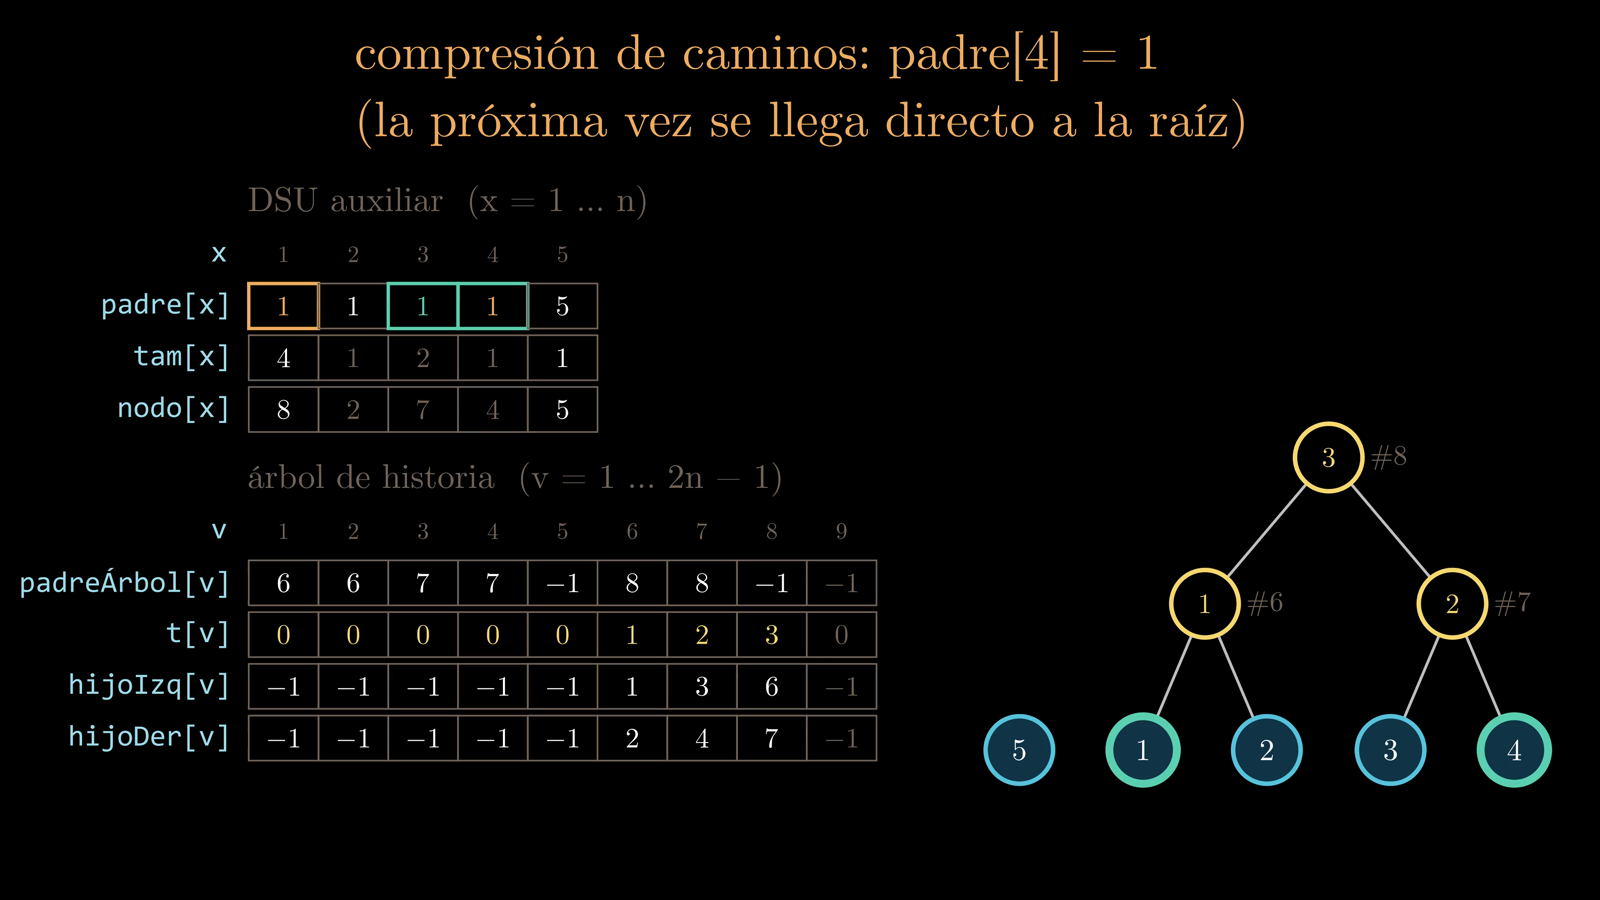 compresión de caminos: padre[4] = 1
(la próxima vez se llega directo a la raíz)
DSU auxiliar (x = 1 ... n)
x 1 2 3 4 5
padre[x] 1 1 1 1 5
tam[x] 4 1 2 1 1
nodo[x] 8 2 7 4 5
árbol de historia (v = 1 ... 2n − 1)
v 1 2 3 4 5 6 7 8 9
padreÁrbol[v] 6 6 7 7 −1 8 8 −1 −1
t[v] 0 0 0 0 0 1 2 3 0
hijoIzq[v] −1 −1 −1 −1 −1 1 3 6 −1
hijoDer[v] −1 −1 −1 −1 −1 2 4 7 −1
3 #8
1 #6 2 #7
5 1 2 3 4